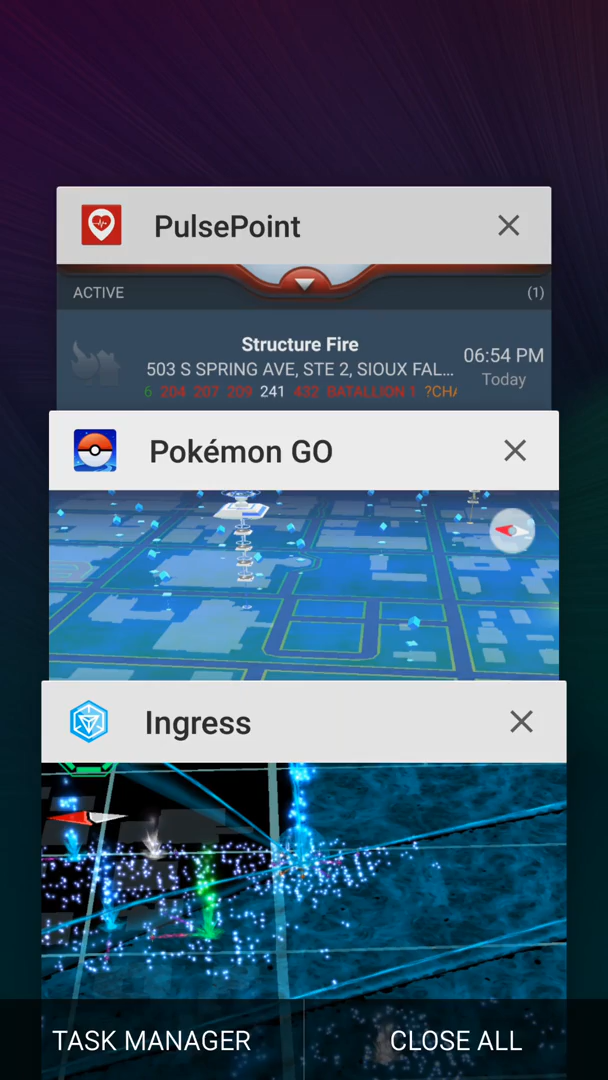 PulsePoint
ACTIVE (1)
Structure Fire
503 S SPRING AVE, STE 2, SIOUX FAL...
06:54 PM
6 204 207 209 241 432 BATALLION 1 ?CHA
Today
Pokémon GO
Ingress
TASK MANAGER
CLOSE ALL